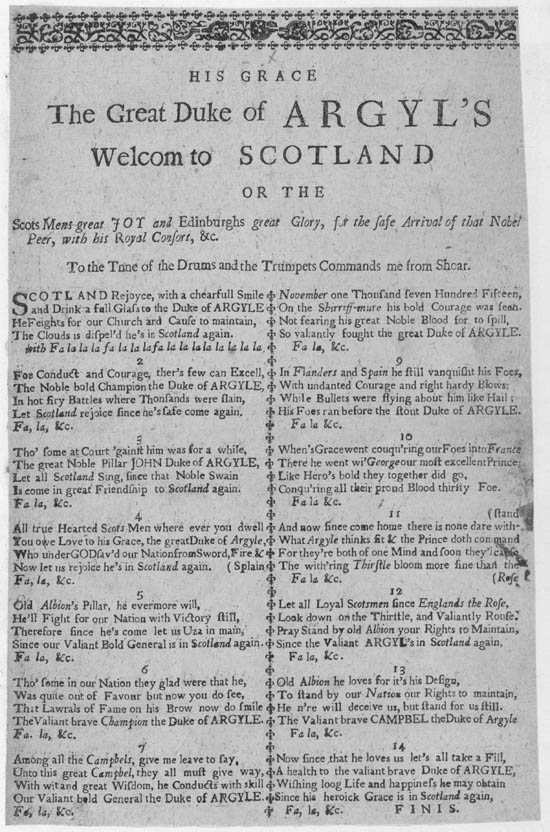 HIS GRACE
The Great Duke of ARGYL'S
Welcom to SCOTLAND
OR THE
Scots Mens great JOY and Edinburghs great Glory, for the safe Arrival of that Nobel
Peer, with his Royal Consort, &c.
To the Tune of the Drums and the Trumpets Commands me from Shoar.
SCOTLAND Rejoyce, with a chearfull Smile
and Drink a full Glass to the Duke of ARGYLE
He Feights for our Church and Cause to maintain,
The Clouds is dispel'd he's in Scotland again.
with Fa la la la fa la la la fa la la la la la la la.
2
For Conduct and Courage, ther's few can Excell,
The Noble bold Champion the Duke of ARGYLE,
In hot firy Battles where Thousands were slain,
Let Scotland rejoice since he's safe come again.
Fa, la, &c.
3
Tho' some at Court 'gainst him was for a while,
The great Noble Pillar JOHN Duke of ARGYLE,
Let all Scotland Sing, since that Noble Swain
Is come in great Friendship to Scotland again.
Fa la, &c.
4
All true Hearted Scots Men where ever you dwell
You owe Love to his Grace, the great Duke of Argyle,
Who under GOD sav'd our Nation from Sword, Fire &
Now let us rejoice he's in Scotland again. (Splain
Fa, la, &c.
5
Old Albion's Pillar, he evermore will,
He'll Fight for our Nation with Victory still,
Therefore since he's come let us Uza in main,
Since our Valiant Bold General is in Scotland again.
Fa la, &c.
6
Tho' some in our Nation they glad were that he,
Was quite out of Favour but now you do see,
That Lawrals of Fame on his Brow now do smile
The Valiant brave Champion the Duke of ARGYLE.
Fa. la, &c.
7
Among all the Campbels, give me leave to say,
Unto this great Campbel, they all must give way,
With wit and great Wisdom, he Conducts with skill
Our Valiant bold General the Duke of ARGYLE.
Fa, la, &c.
November one Thousand seven Hundred Fifteen,
On the Shirriff-mure his bold Courage was seen.
Not fearing his great Noble Blood for to spill,
So valiantly fought the great Duke of ARGYLE.
Fa la, &c.
9
In Flanders and Spain he still vanquisht his Foes,
With undanted Courage and right hardy Blows;
While Bullets were flying about him like Hail;
His Foes ran before the stout Duke of ARGYLE.
Fa la &c.
10
When's Grace went couqn'ring our Foes into France
There he went wi' George our most excellent Prince;
Like Hero's bold they together did go,
Conqu'ring all their proud Blood thirsty Foe.
Fa la &c.
11 (stand
And now since come home there is none dare with-
What Argyle thinks fit & the Prince doth command
For they're both of one Mind and soon they'l cause
The with'ring Thirstle bloom more fine than the
Fa la &c. (Rose
12
Let all Loyal Scotsmen since Englands the Rose,
Look down on the Thirstle, and Valiantly Rouse?
Pray Stand by old Albion your Rights to Maintain,
Since the Valiant ARGYL's in Scotland again,
Fa la, &c.
13
Old Albion he loves for it's his Design,
To stand by our Nation our Rights to maintain,
He n're will deceive us, but stand for us still.
The Valiant brave CAMPBEL the Duke of Argyle
Fa la, &c.
14
Now since, that he loves us let's all take a Fill,
A health to the valiant brave Duke of ARGYLE,
Wishing loog Life and happiness he may obtain
Since his heroick Grace is in Scotland again,
Fa la, &c. FINIS.